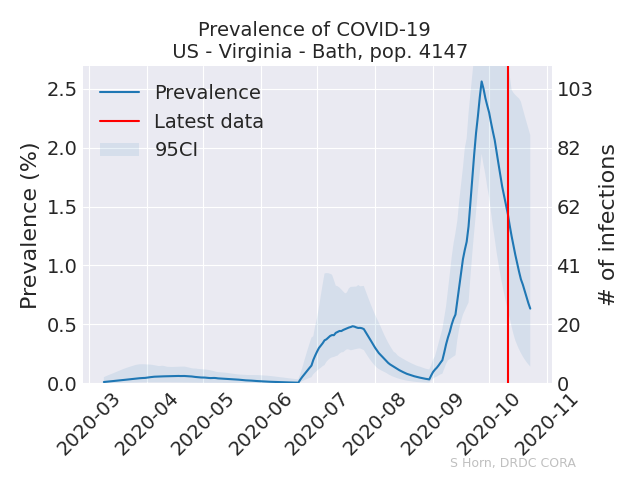 Prevalence of COVID-19
US - Virginia - Bath, pop. 4147
Prevalence
Latest data
95CI
Prevalence (%)
2.5
2.0
1.5
1.0
0.5
0.0
103
82
62
41
20
0
# of infections
2020-03
2020-04
2020-05
2020-06
2020-07
2020-08
2020-09
2020-10
2020-11
S Horn, DRDC CORA